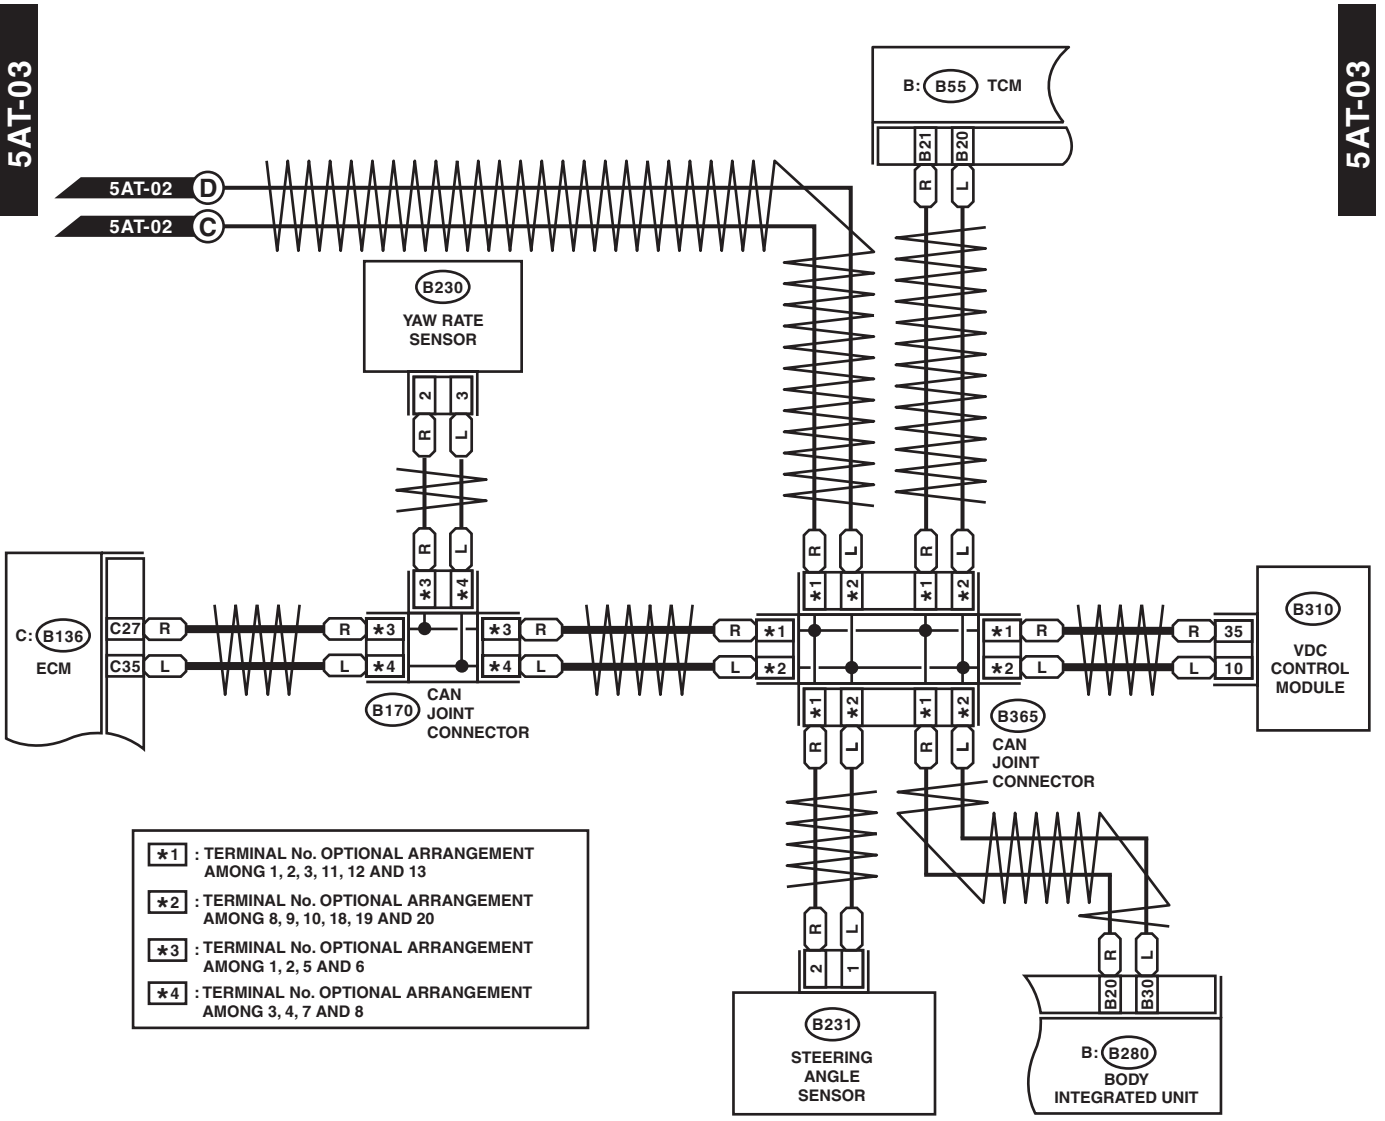 5AT-03
5AT-03
B: B55 TCM
B21 B20
R L
5AT-02 D
5AT-02 C
B230
YAW RATE
SENSOR
2 3
R L
R L
*3 *4
R L R L
*1 *2 *1 *2
C: B136
ECM
C27 R R *3 *3 R R *1 *1 R R 35
C35 L L *4 *4 L L *2 *2 L L 10
B310
VDC
CONTROL
MODULE
B170 CAN
JOINT
CONNECTOR
*1 *2 *1 *2
R L R L
B365
CAN
JOINT
CONNECTOR
*1 : TERMINAL No. OPTIONAL ARRANGEMENT
AMONG 1, 2, 3, 11, 12 AND 13
*2 : TERMINAL No. OPTIONAL ARRANGEMENT
AMONG 8, 9, 10, 18, 19 AND 20
*3 : TERMINAL No. OPTIONAL ARRANGEMENT
AMONG 1, 2, 5 AND 6
*4 : TERMINAL No. OPTIONAL ARRANGEMENT
AMONG 3, 4, 7 AND 8
R L
2 1
B231
STEERING
ANGLE
SENSOR
R L
B20 B30
B: B280
BODY
INTEGRATED UNIT